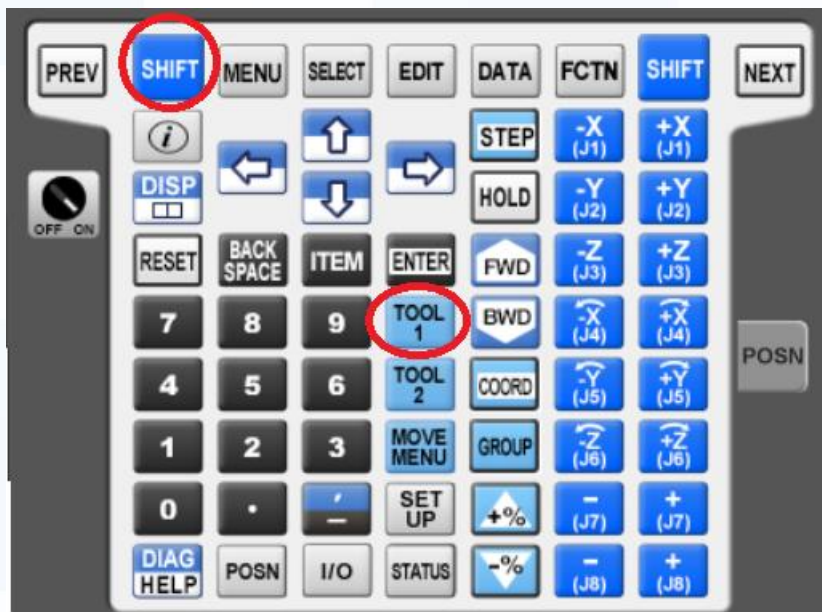 PREV SHIFT MENU SELECT EDIT DATA FCTN SHIFT NEXT
i STEP -X (J1) +X (J1)
DISP HOLD -Y (J2) +Y (J2)
OFF ON
RESET BACK SPACE ITEM ENTER FWD -Z (J3) +Z (J3)
7 8 9 TOOL 1 BWD -X (J4) +X (J4)
POSN
4 5 6 TOOL 2 COORD -Y (J5) +Y (J5)
1 2 3 MOVE MENU GROUP -Z (J6) +Z (J6)
0 . , - SET UP +% - (J7) + (J7)
DIAG HELP POSN I/O STATUS -% - (J8) + (J8)